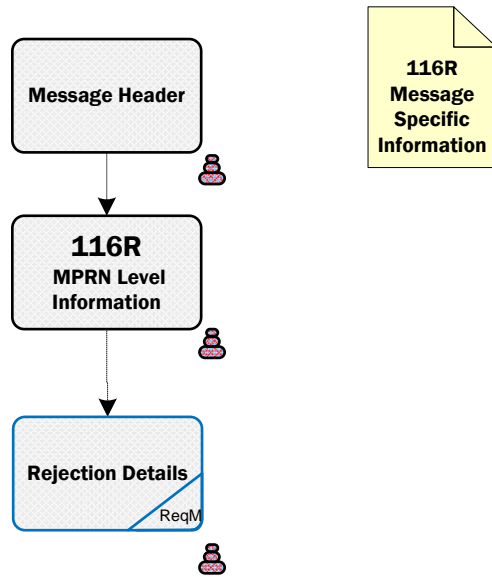 Message Header
116R
Message
Specific
Information
116R
MPRN Level
Information
Rejection Details
ReqM